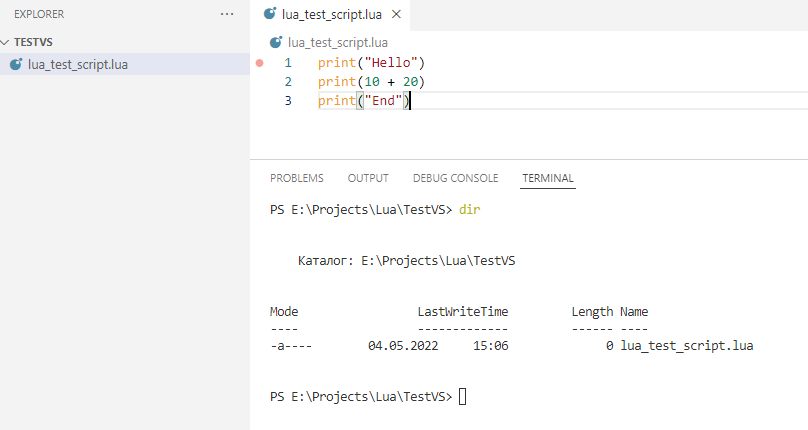 EXPLORER
TESTVS
lua_test_script.lua
lua_test_script.lua
lua_test_script.lua
1 print("Hello")
2 print(10 + 20)
3 print("End")
PROBLEMS OUTPUT DEBUG CONSOLE TERMINAL
PS E:\Projects\Lua\TestVS> dir
Каталог: E:\Projects\Lua\TestVS
Mode LastWriteTime Length Name
---- ------------- ------ ----
-a---- 04.05.2022 15:06 0 lua_test_script.lua
PS E:\Projects\Lua\TestVS>